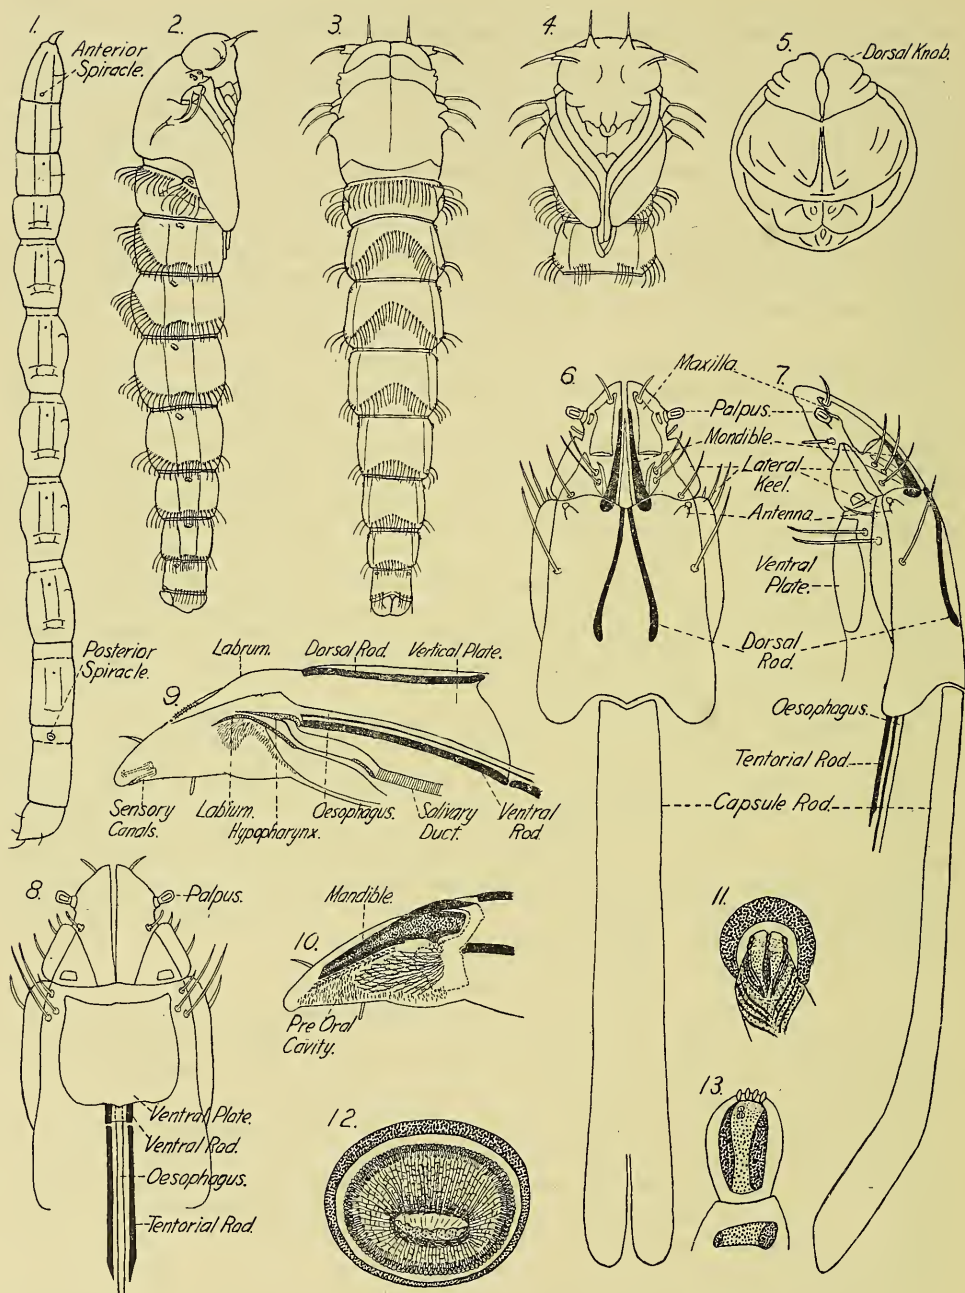 1.
Anterior
Spiracle.
2.
3.
4.
5.
Dorsal Knob.
6.
Maxilla.
7.
Palpus.
Mondible.
Lateral
Keel.
Antenna
Ventral
Plate.
Dorsal
Rod.
Oesophagus.
Tentorial Rod
Capsule Rod.
Posterior
Spiracle.
Labrum.
Dorsal Rod
Vertical Plate.
9.
Sensory
Canals.
Labium.
Hypopharynx.
Oesophagus.
Salivary
Duct.
Ventral
Rod
8.
Palpus.
Ventral Plate.
Ventral Rod.
Oesophagus.
Tentorial Rod
Mandible.
10.
Pre Oral
Cavity.
11.
12.
13.